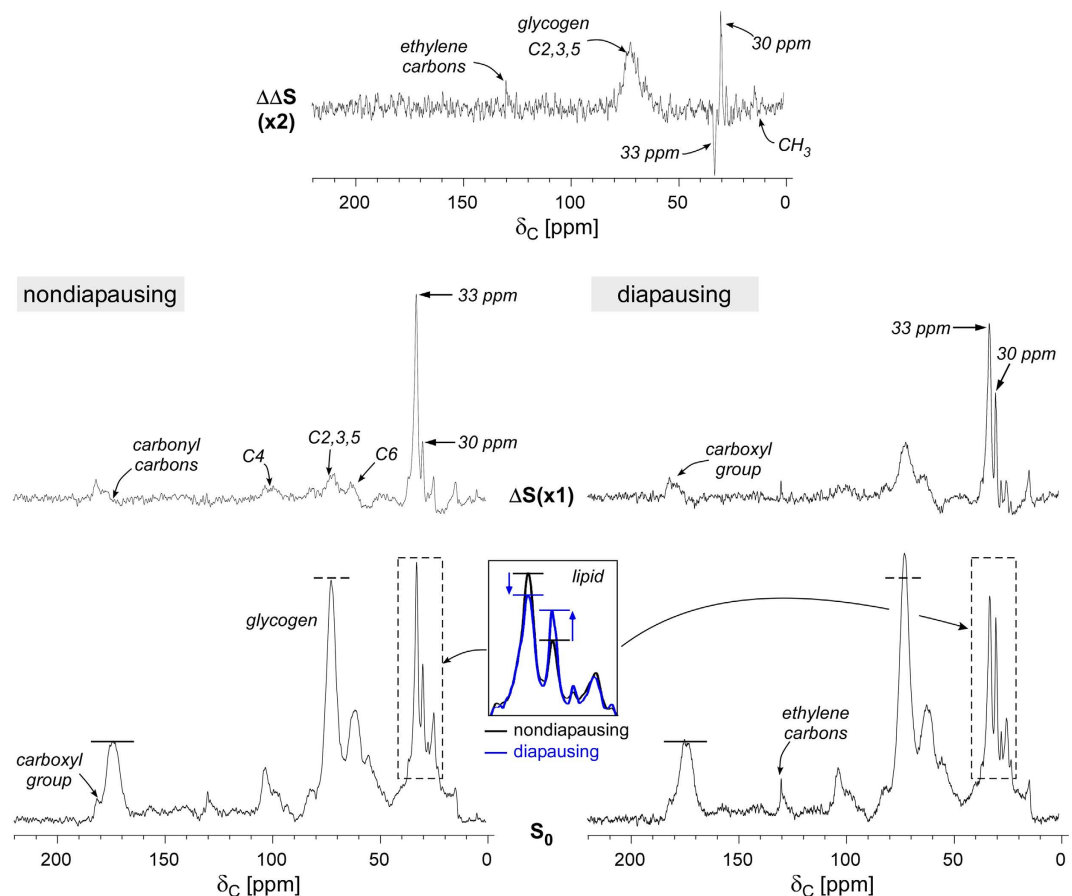 glycogen
C2,3,5
30 ppm
ethylene
carbons
ΔΔS
(x2)
33 ppm
CH3
200 150 100 50 0
δC [ppm]
nondiapausing
diapausing
33 ppm
33 ppm
30 ppm
carbonyl
carbons
C4
C2,3,5
C6
30 ppm
carboxyl
group
ΔS(x1)
glycogen
lipid
nondiapausing
diapausing
carboxyl
group
ethylene
carbons
S0
200 150 100 50 0
200 150 100 50 0
δC [ppm]
δC [ppm]